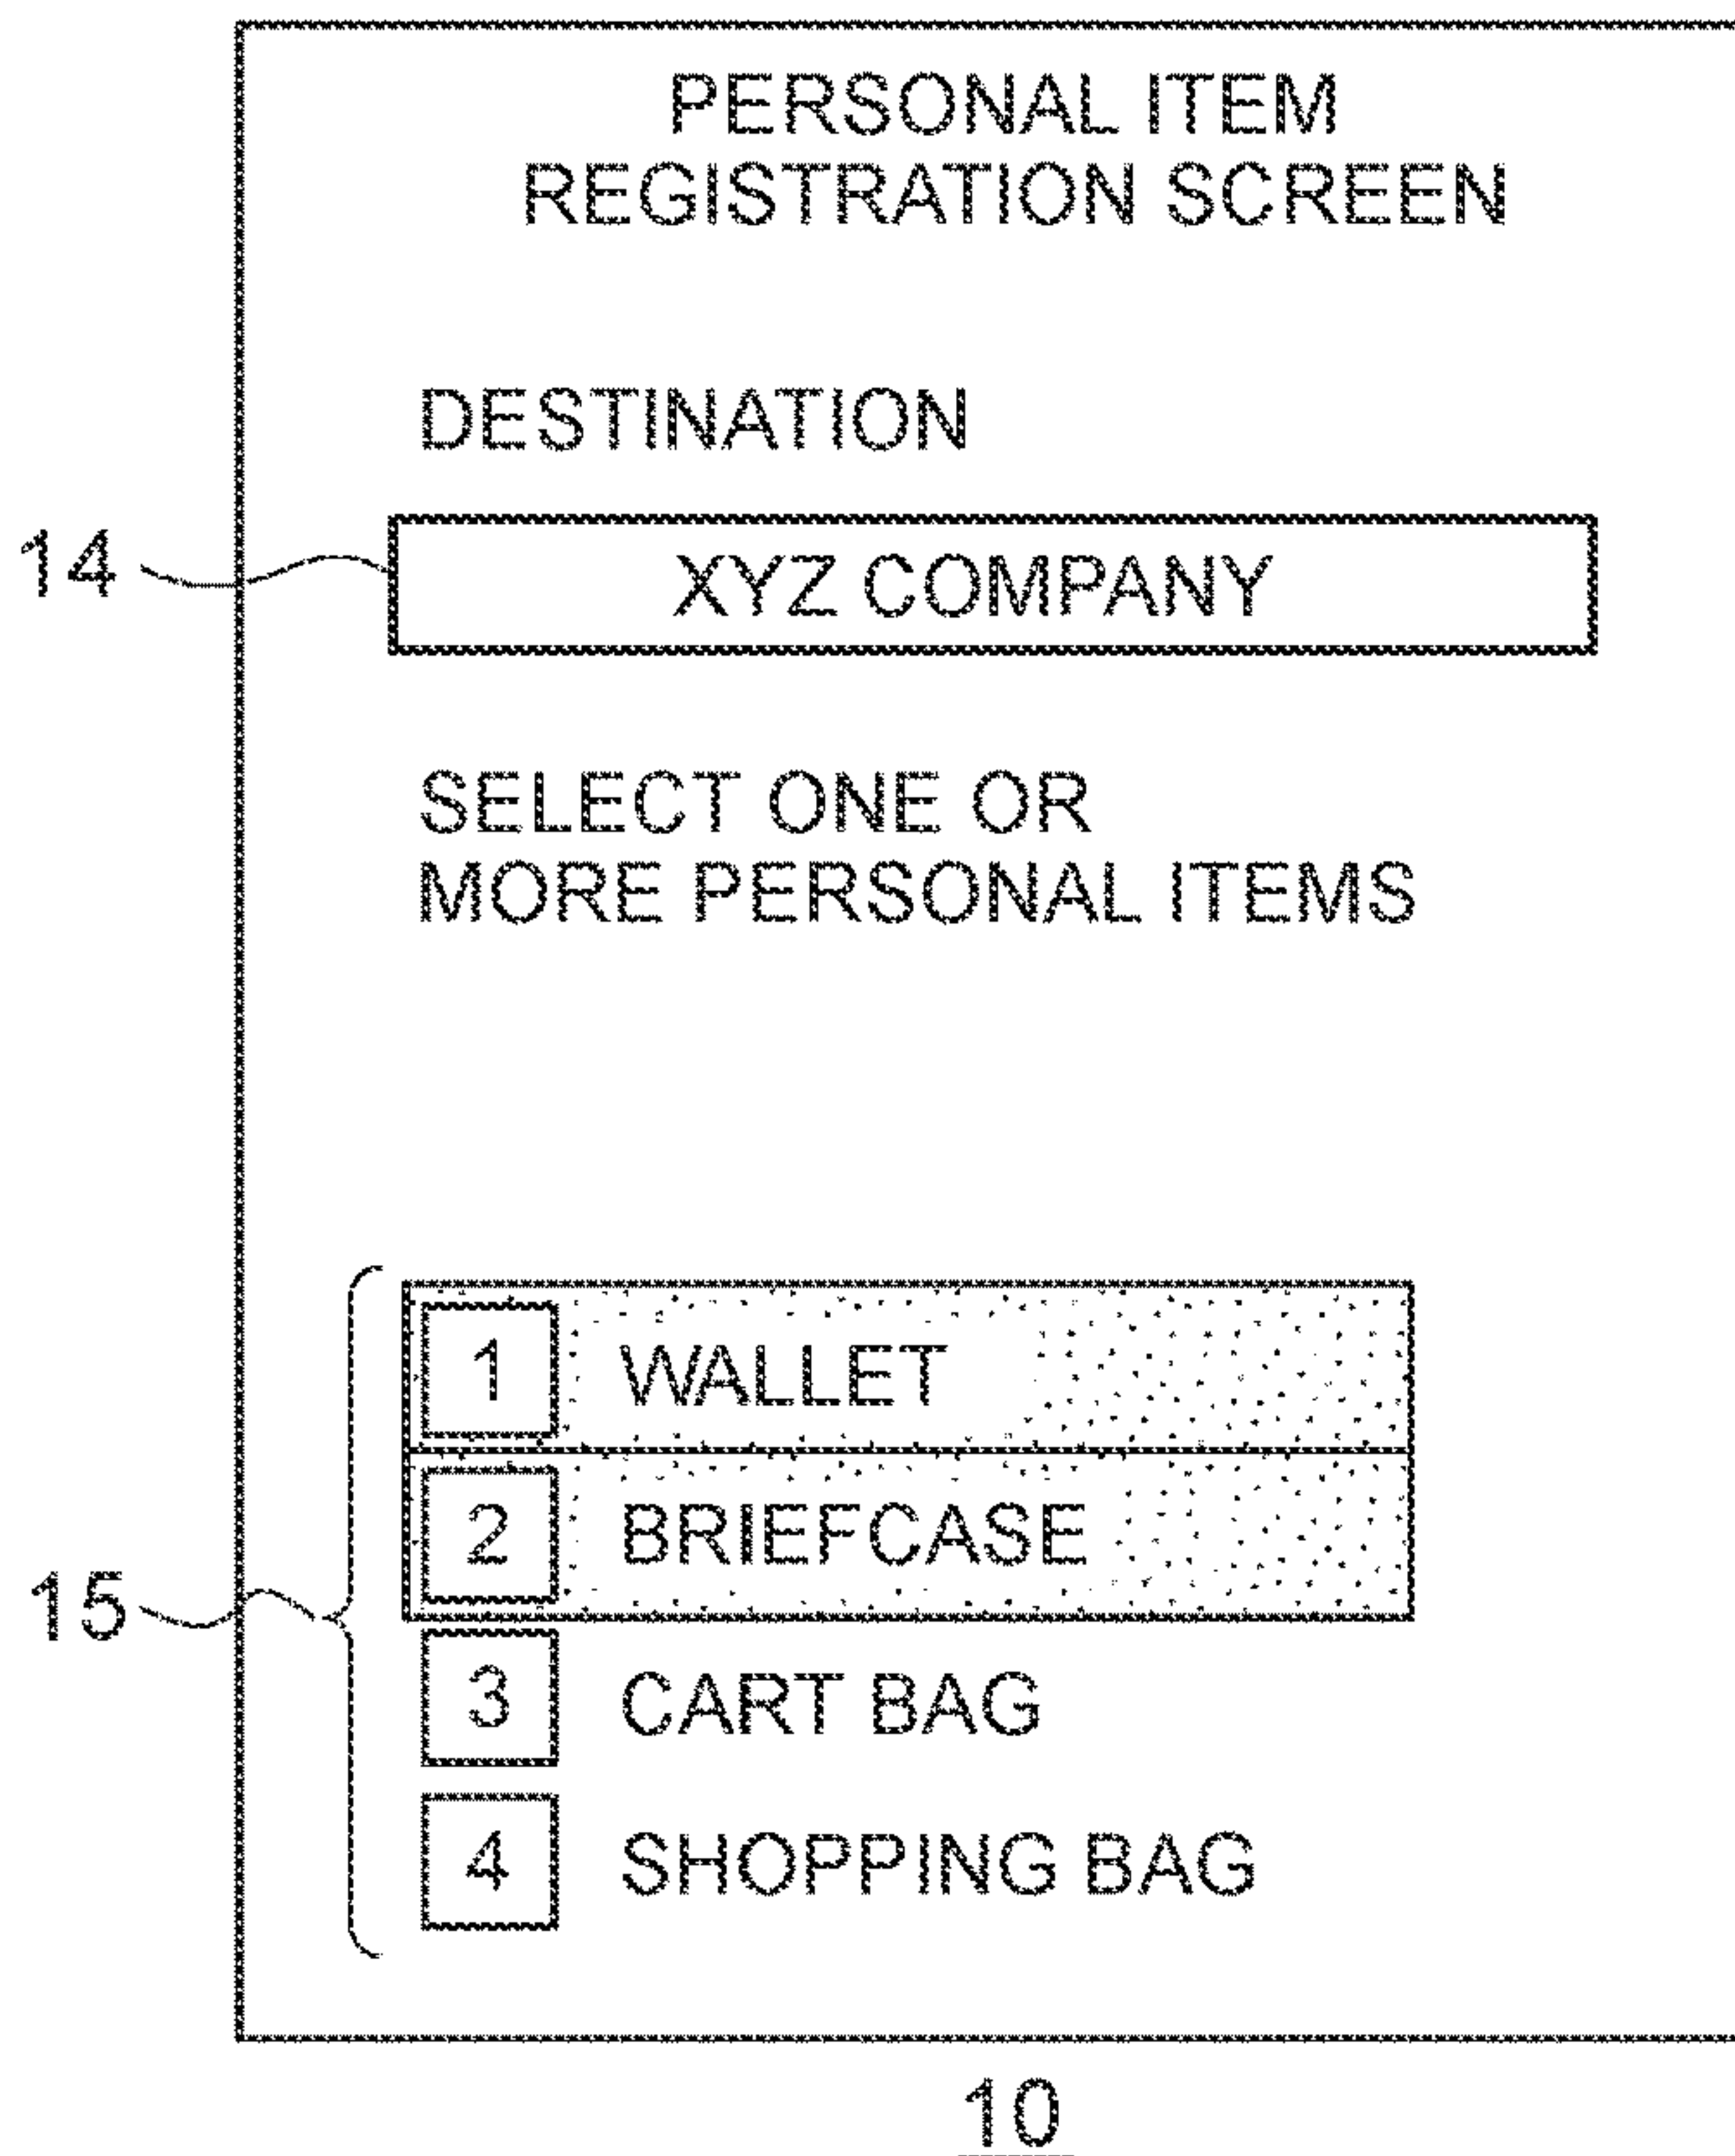 PERSONAL ITEM
REGISTRATION SCREEN
DESTINATION
14
XYZ COMPANY
SELECT ONE OR
MORE PERSONAL ITEMS
1 WALLET
2 BRIEFCASE
15
3 CART BAG
4 SHOPPING BAG
10